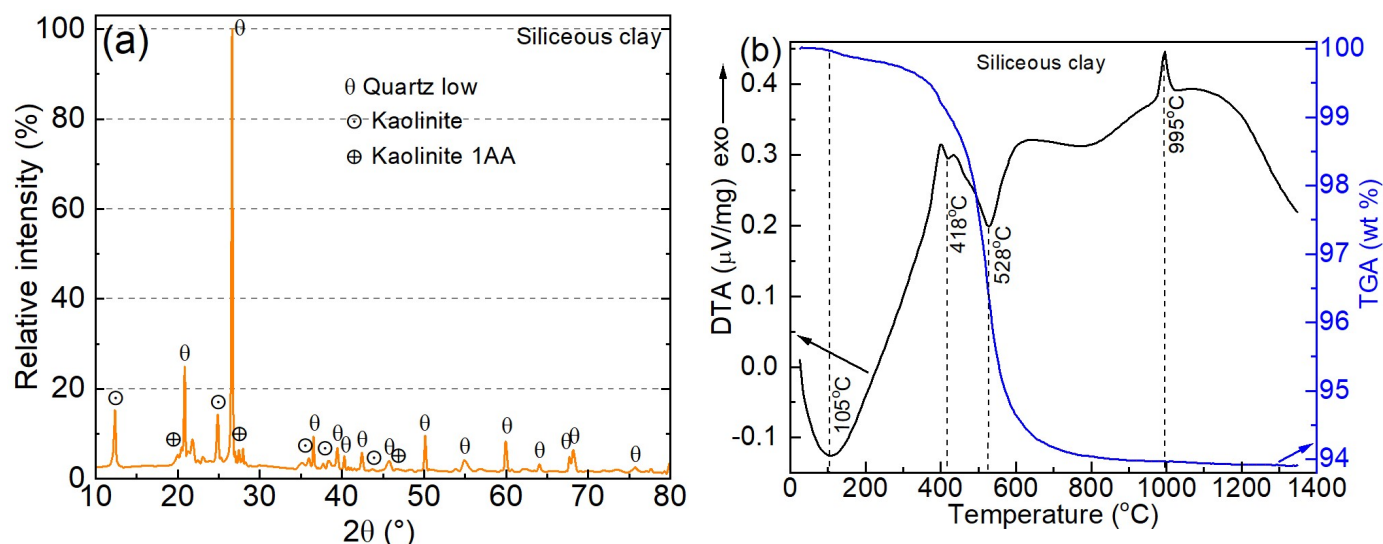 (a)
Siliceous clay
θ Quartz low
⊙ Kaolinite
⊕ Kaolinite 1AA
θ
θ
⊙
⊕
⊙
⊕
⊙
θ
⊙
θ
θ
θ
⊙
θ
⊕
θ
θ
θ
θ
θ
θ
θ
Relative intensity (%)
100
80
60
40
20
0
10 20 30 40 50 60 70 80
2θ (°)
(b)
Siliceous clay
DTA (μV/mg) exo
0.4
0.3
0.2
0.1
0.0
-0.1
105°C
418°C
528°C
995°C
100
99
98
97
96
95
94
TGA (wt %)
0 200 400 600 800 1000 1200 1400
Temperature (°C)